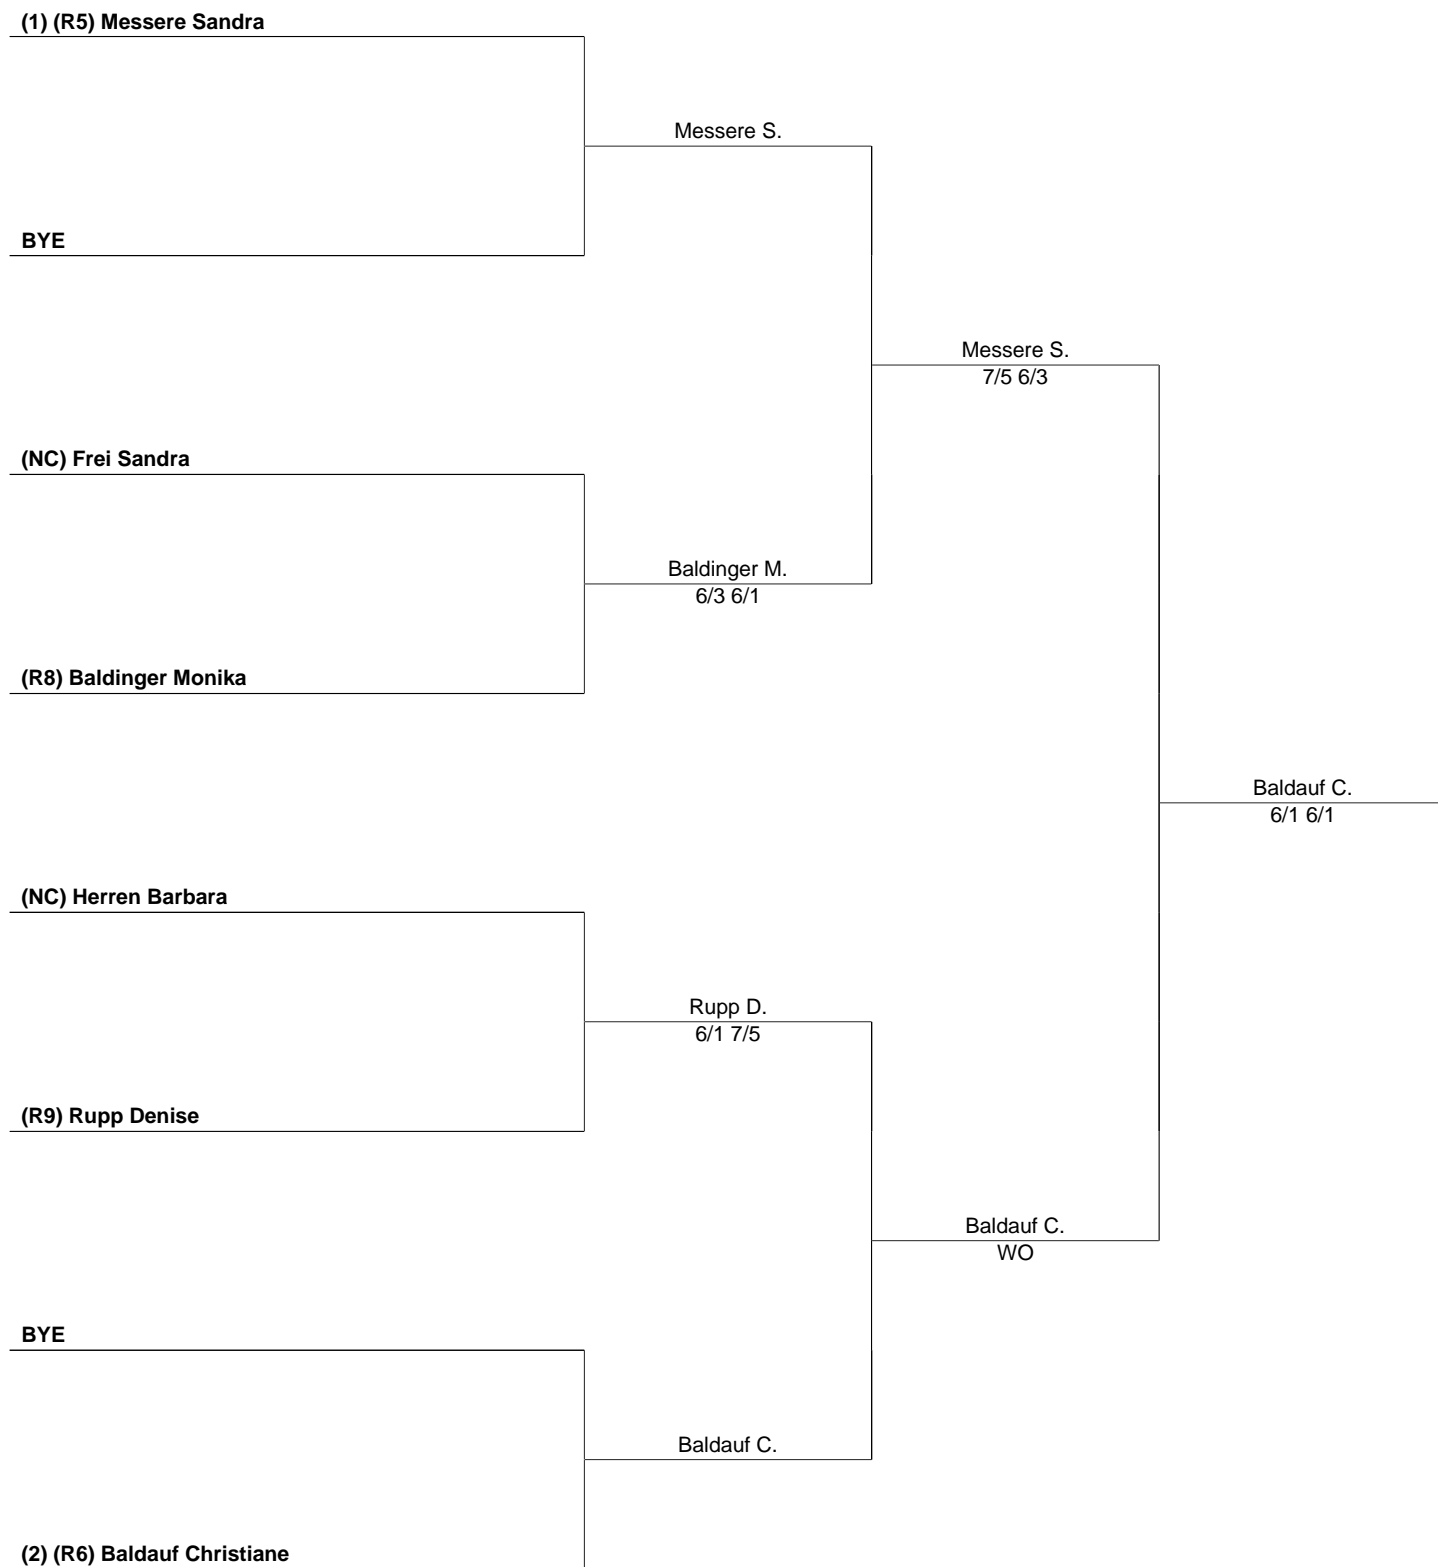 (1) (R5) Messere Sandra
Messere S.
BYE
Messere S.
7/5 6/3
(NC) Frei Sandra
Baldinger M.
6/3 6/1
(R8) Baldinger Monika
Baldauf C.
6/1 6/1
(NC) Herren Barbara
Rupp D.
6/1 7/5
(R9) Rupp Denise
Baldauf C.
WO
BYE
Baldauf C.
(2) (R6) Baldauf Christiane